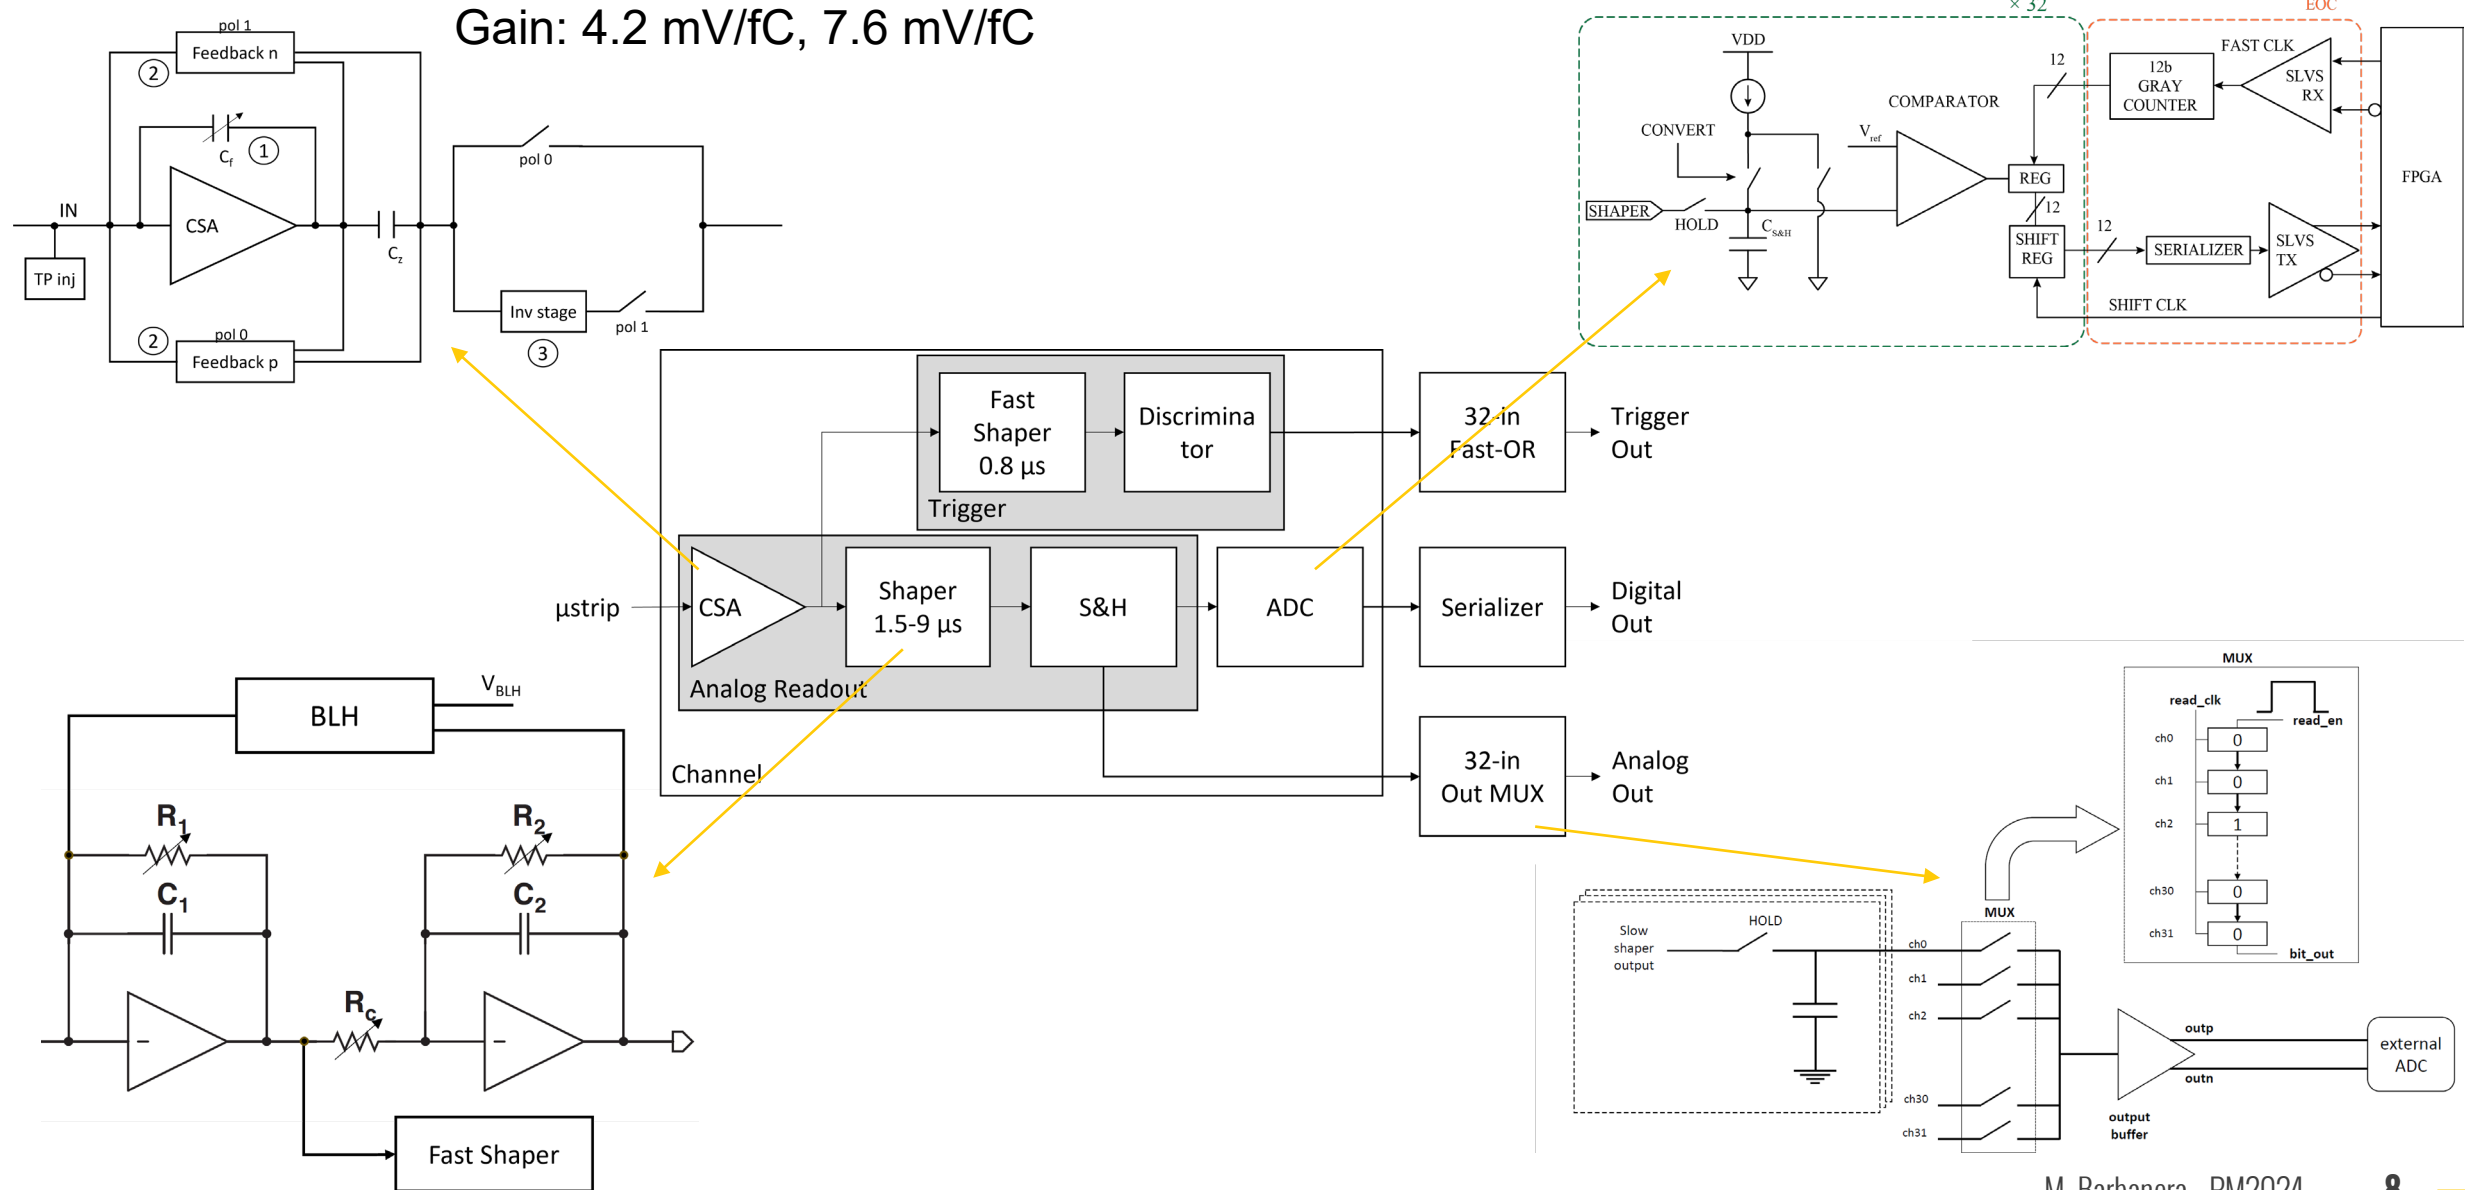 Gain: 4.2 mV/fC, 7.6 mV/fC
pol 1
Feedback n
2
Cf
1
IN
CSA
Cz
TP inj
2
pol 0
Feedback p
pol 0
Inv stage
pol 1
3
× 32
EOC
VDD
CONVERT
COMPARATOR
Vref
SHAPER
HOLD
CS&H
12
REG
12
SHIFT
REG
12b
GRAY
COUNTER
FAST CLK
SLVS
RX
12
SERIALIZER
SLVS
TX
SHIFT CLK
FPGA
Fast
Shaper
0.8 µs
Discrimina
tor
Trigger
32-in
Fast-OR
Trigger
Out
µstrip
CSA
Shaper
1.5-9 µs
S&H
Analog Readout
ADC
Serializer
Digital
Out
Channel
32-in
Out MUX
Analog
Out
BLH
VBLH
R1
C1
R2
C2
Rc
Fast Shaper
MUX
read_clk
read_en
ch0
0
ch1
0
ch2
1
ch30
0
ch31
0
bit_out
Slow
shaper
output
HOLD
MUX
ch0
ch1
ch2
ch30
ch31
outp
outn
output
buffer
external
ADC
M. Barbanera - PM2024
8